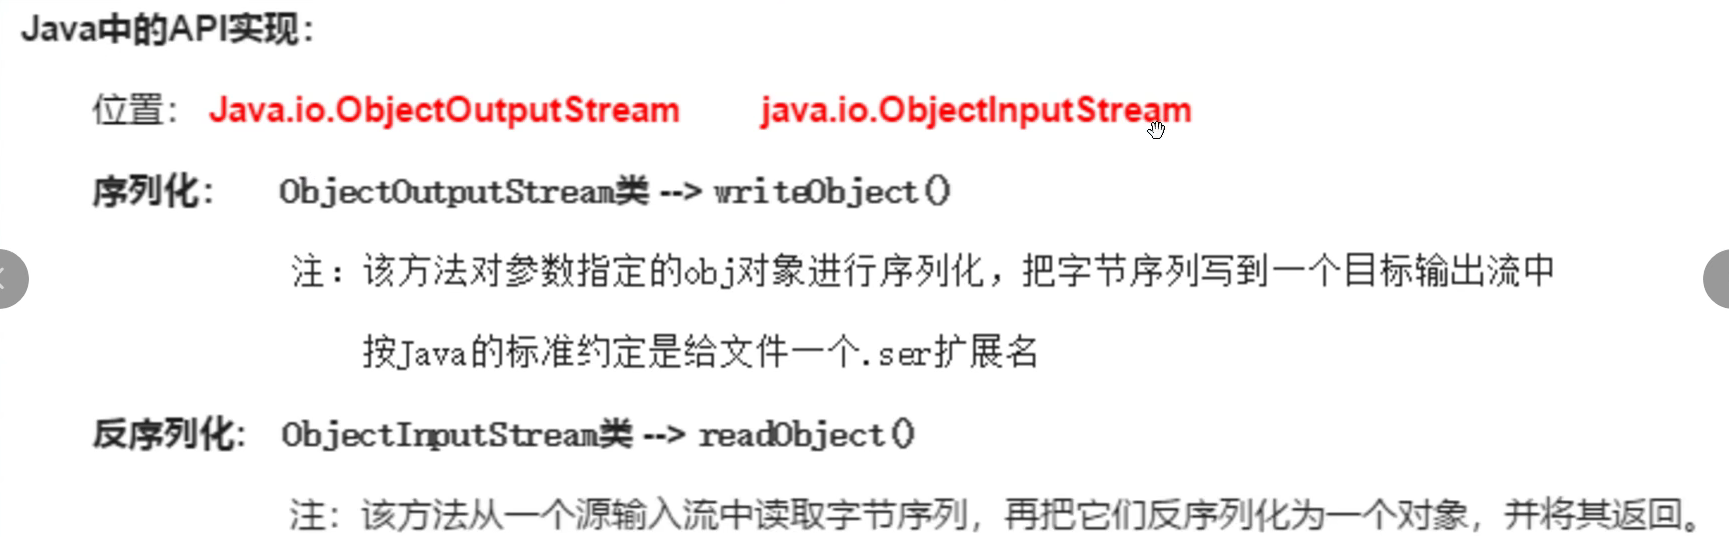 Java中的API实现：
位置： Java.io.ObjectOutputStream java.io.ObjectInputStream
序列化： ObjectOutputStream类 --> writeObject()
注：该方法对参数指定的obj对象进行序列化，把字节序列写到一个目标输出流中
按Java的标准约定是给文件一个.ser扩展名
反序列化: ObjectInputStream类 --> readObject()
注：该方法从一个源输入流中读取字节序列，再把它们反序列化为一个对象，并将其返回。